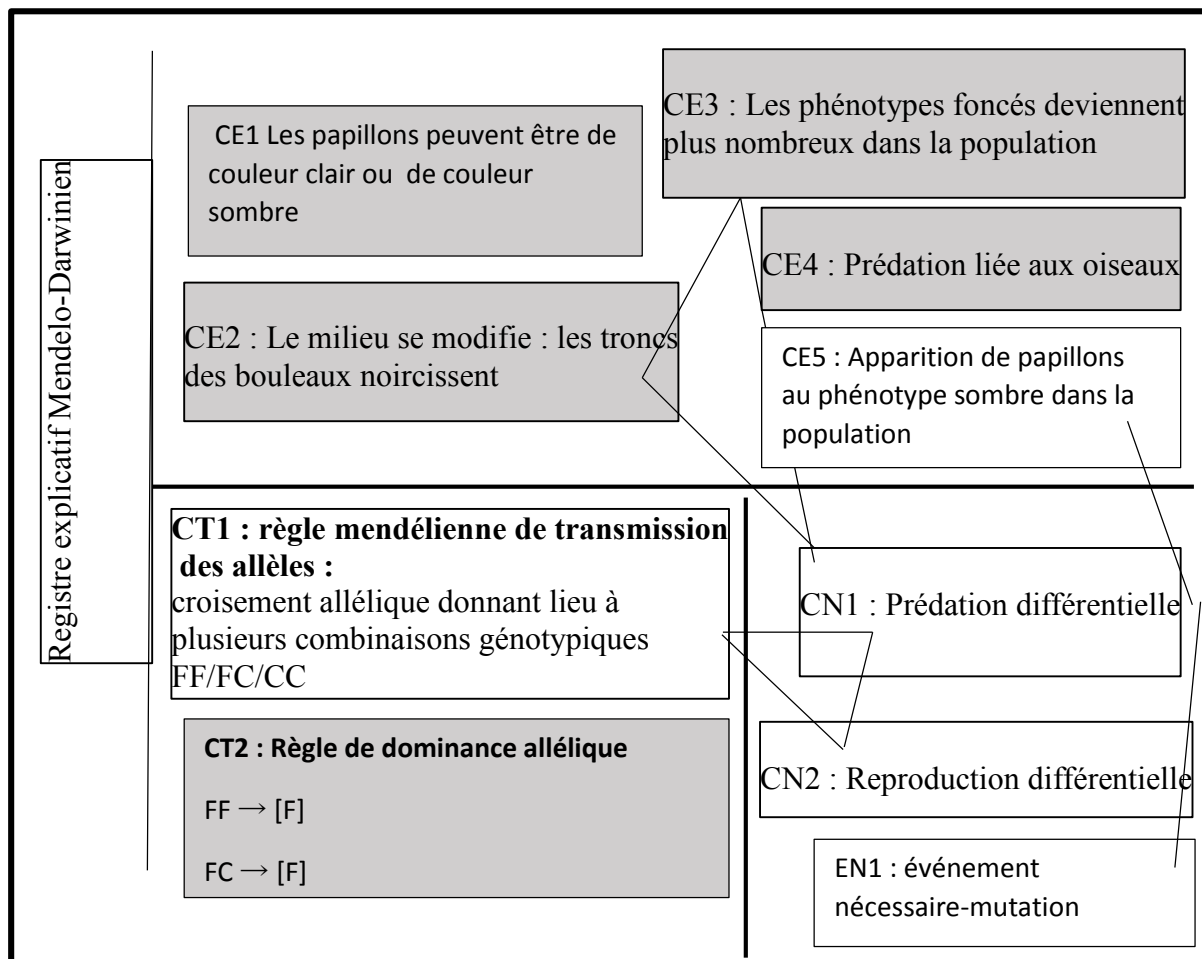 Registre explicatif Mendelo-Darwinien
CE1 Les papillons peuvent être de
couleur clair ou de couleur
sombre
CE3 : Les phénotypes foncés deviennent
plus nombreux dans la population
CE4 : Prédation liée aux oiseaux
CE2 : Le milieu se modifie : les troncs
des bouleaux noircissent
CE5 : Apparition de papillons
au phénotype sombre dans la
population
CT1 : règle mendélienne de transmission
des allèles :
croisement allélique donnant lieu à
plusieurs combinaisons génotypiques
FF/FC/CC
CN1 : Prédation différentielle
CT2 : Règle de dominance allélique
FF → [F]
FC → [F]
CN2 : Reproduction différentielle
EN1 : événement
nécessaire-mutation